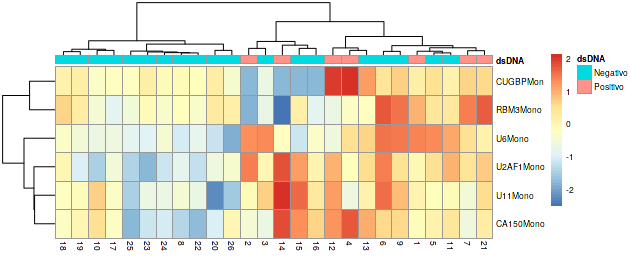 dsDNA
dsDNA
Negativo
Positivo
2
1
0
-1
-2
CUGBPMon
RBM3Mono
U6Mono
U2AF1Mono
U11Mono
CA150Mono
18 19 10 17 25 23 24 8 22 20 26 2 3 14 15 16 12 4 13 6 9 1 5 11 7 21